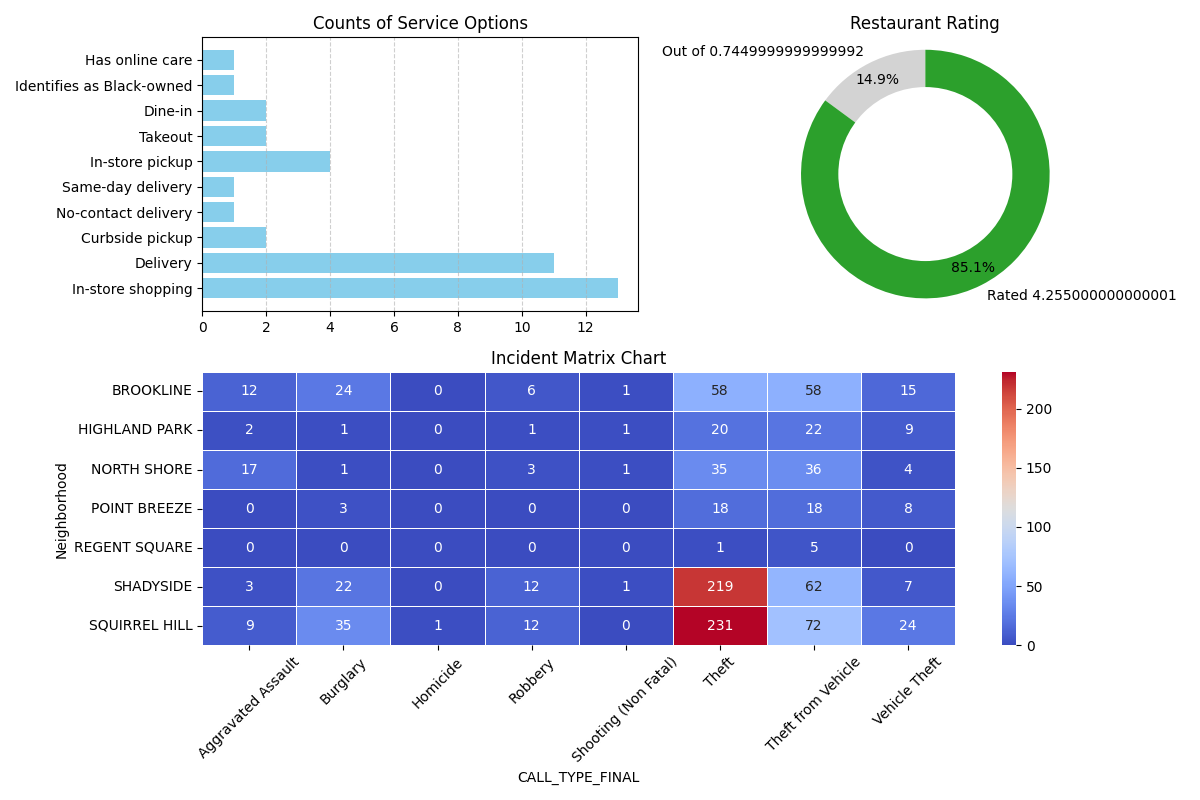 Counts of Service Options
Has online care
Identifies as Black-owned
Dine-in
Takeout
In-store pickup
Same-day delivery
No-contact delivery
Curbside pickup
Delivery
In-store shopping
0 2 4 6 8 10 12
Restaurant Rating
Out of 0.7449999999999992
14.9%
85.1%
Rated 4.255000000000001
Incident Matrix Chart
Neighborhood
BROOKLINE 12 24 0 6 1 58 58 15
HIGHLAND PARK 2 1 0 1 1 20 22 9
NORTH SHORE 17 1 0 3 1 35 36 4
POINT BREEZE 0 3 0 0 0 18 18 8
REGENT SQUARE 0 0 0 0 0 1 5 0
SHADYSIDE 3 22 0 12 1 219 62 7
SQUIRREL HILL 9 35 1 12 0 231 72 24
Aggravated Assault
Burglary
Homicide
Robbery
Shooting (Non Fatal)
Theft
Theft from Vehicle
Vehicle Theft
CALL_TYPE_FINAL
200
150
100
50
0